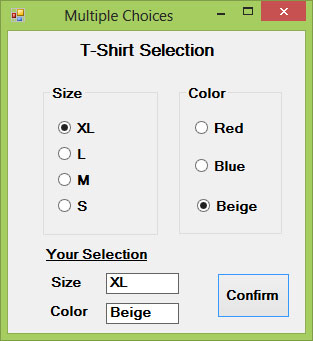 Multiple Choices
T-Shirt Selection
Size
XL
L
M
S
Color
Red
Blue
Beige
Your Selection
Size XL
Color Beige
Confirm